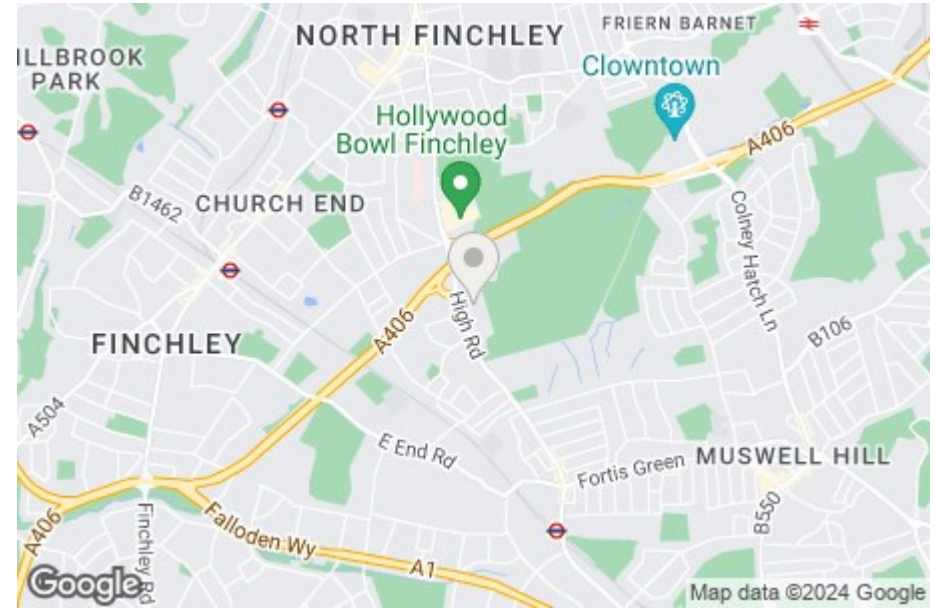 NORTH FINCHLEY
FRIERN BARNET
ILLBROOK
PARK
Clowntown
Hollywood
Bowl Finchley
A406
B1462
CHURCH END
Colney Hatch Ln
High Rd
A406
B106
FINCHLEY
A504
E End Rd
Fortis Green
MUSWELL HILL
B550
A406
Finchley Rd
Falloden Wy
A1
Google
Map data ©2024 Google